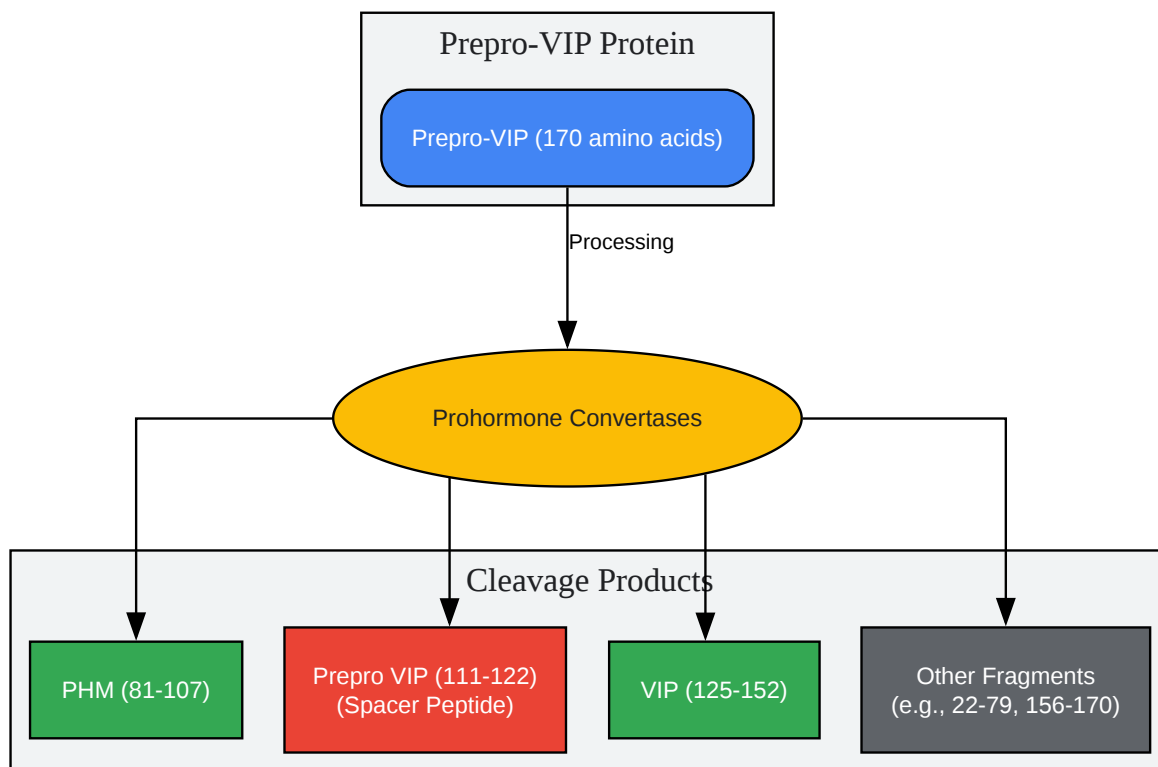 Prepro-VIP Protein
Prepro-VIP (170 amino acids)
Processing
Prohormone Convertases
Cleavage Products
PHM (81-107)
Prepro VIP (111-122)
(Spacer Peptide)
VIP (125-152)
Other Fragments
(e.g., 22-79, 156-170)